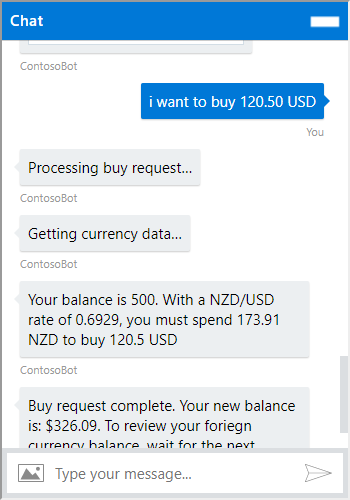 Chat
ContosoBot
i want to buy 120.50 USD
You
Processing buy request...
ContosoBot
Getting currency data...
ContosoBot
Your balance is 500. With a NZD/USD
rate of 0.6929, you must spend 173.91
NZD to buy 120.5 USD
ContosoBot
Buy request complete. Your new balance
is: $326.09. To review your foriegn
currency balance, wait for the next
Type your message...